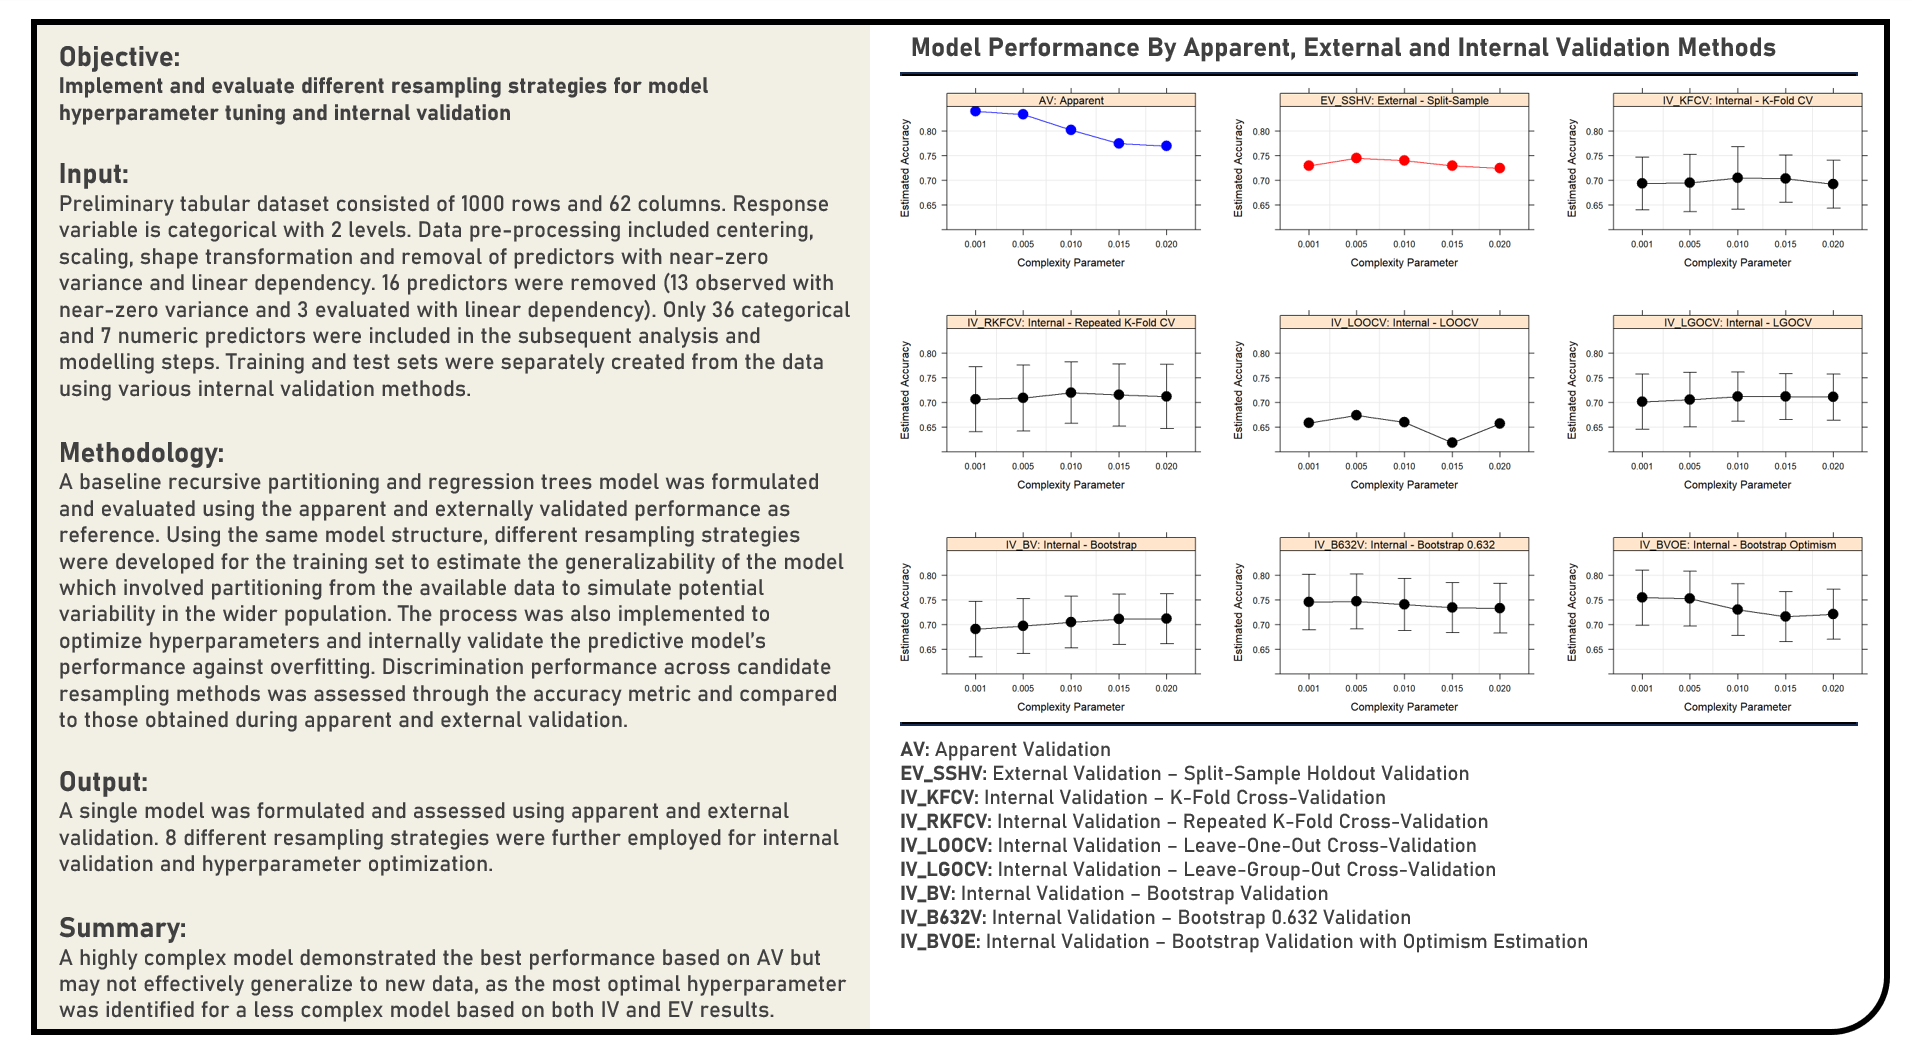 Objective:
Implement and evaluate different resampling strategies for model
hyperparameter tuning and internal validation
Input:
Preliminary tabular dataset consisted of 1000 rows and 62 columns. Response
variable is categorical with 2 levels. Data pre-processing included centering,
scaling, shape transformation and removal of predictors with near-zero
variance and linear dependency. 16 predictors were removed (13 observed with
near-zero variance and 3 evaluated with linear dependency). Only 36 categorical
and 7 numeric predictors were included in the subsequent analysis and
modelling steps. Training and test sets were separately created from the data
using various internal validation methods.
Methodology:
A baseline recursive partitioning and regression trees model was formulated
and evaluated using the apparent and externally validated performance as
reference. Using the same model structure, different resampling strategies
were developed for the training set to estimate the generalizability of the model
which involved partitioning from the available data to simulate potential
variability in the wider population. The process was also implemented to
optimize hyperparameters and internally validate the predictive model's
performance against overfitting. Discrimination performance across candidate
resampling methods was assessed through the accuracy metric and compared
to those obtained during apparent and external validation.
Output:
A single model was formulated and assessed using apparent and external
validation. 8 different resampling strategies were further employed for internal
validation and hyperparameter optimization.
Summary:
A highly complex model demonstrated the best performance based on AV but
may not effectively generalize to new data, as the most optimal hyperparameter
was identified for a less complex model based on both IV and EV results.
Model Performance By Apparent, External and Internal Validation Methods
AV: Apparent
Estimated Accuracy
0.80
0.75
0.70
0.65
0.001 0.005 0.010 0.015 0.020
Complexity Parameter
EV_SSHV: External - Split-Sample
Estimated Accuracy
0.80
0.75
0.70
0.65
0.001 0.005 0.010 0.015 0.020
Complexity Parameter
IV_KFCV: Internal - K-Fold CV
Estimated Accuracy
0.80
0.75
0.70
0.65
0.001 0.005 0.010 0.015 0.020
Complexity Parameter
IV_RKFCV: Internal - Repeated K-Fold CV
Estimated Accuracy
0.80
0.75
0.70
0.65
0.001 0.005 0.010 0.015 0.020
Complexity Parameter
IV_LOOCV: Internal - LOOCV
Estimated Accuracy
0.80
0.75
0.70
0.65
0.001 0.005 0.010 0.015 0.020
Complexity Parameter
IV_LGOCV: Internal - LGOCV
Estimated Accuracy
0.80
0.75
0.70
0.65
0.001 0.005 0.010 0.015 0.020
Complexity Parameter
IV_BV: Internal - Bootstrap
Estimated Accuracy
0.80
0.75
0.70
0.65
0.001 0.005 0.010 0.015 0.020
Complexity Parameter
IV_B632V: Internal - Bootstrap 0.632
Estimated Accuracy
0.80
0.75
0.70
0.65
0.001 0.005 0.010 0.015 0.020
Complexity Parameter
IV_BVOE: Internal - Bootstrap Optimism
Estimated Accuracy
0.80
0.75
0.70
0.65
0.001 0.005 0.010 0.015 0.020
Complexity Parameter
AV: Apparent Validation
EV_SSHV: External Validation – Split-Sample Holdout Validation
IV_KFCV: Internal Validation – K-Fold Cross-Validation
IV_RKFCV: Internal Validation – Repeated K-Fold Cross-Validation
IV_LOOCV: Internal Validation – Leave-One-Out Cross-Validation
IV_LGOCV: Internal Validation – Leave-Group-Out Cross-Validation
IV_BV: Internal Validation – Bootstrap Validation
IV_B632V: Internal Validation – Bootstrap 0.632 Validation
IV_BVOE: Internal Validation – Bootstrap Validation with Optimism Estimation